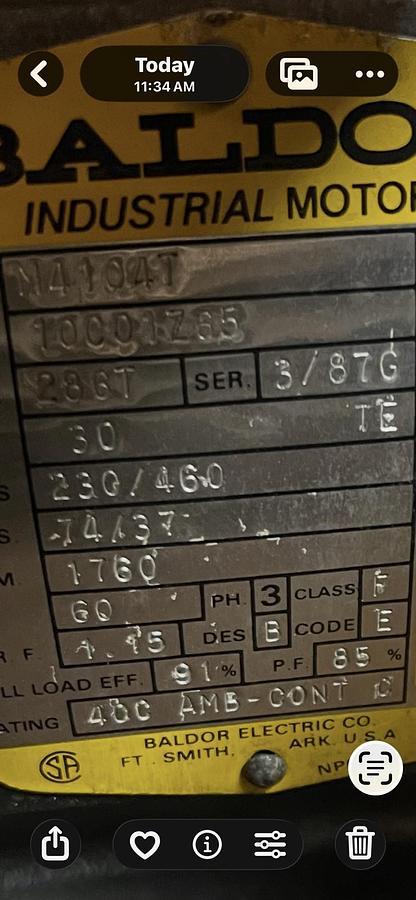 Today
11:34 AM
BALDO
INDUSTRIAL MOTOR
M4104T
10C01Z65
286T SER. 3/87G
30 TE
S 230/460
S. 74/37
M 1760
60 PH 3 CLASS F
R F. 1.15 DES B CODE E
LL LOAD EFF. 91 % P.F. 85 %
ATING 40C AMB-CONT
BALDOR ELECTRIC CO.
FT. SMITH, ARK. U S A
SA
NP